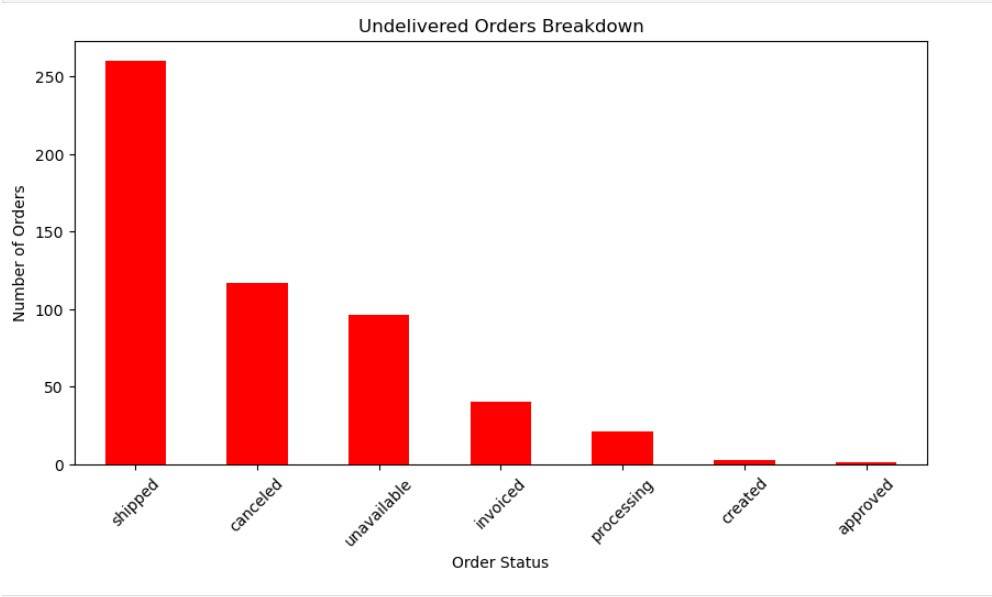 Undelivered Orders Breakdown
Number of Orders
250
200
150
100
50
0
shipped
canceled
unavailable
invoiced
processing
created
approved
Order Status